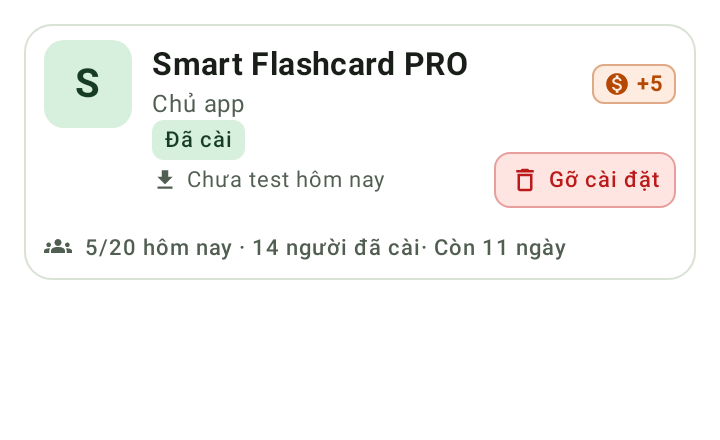 S
Smart Flashcard PRO
Chủ app
+5
Đã cài
Chưa test hôm nay
Gỡ cài đặt
5/20 hôm nay · 14 người đã cài· Còn 11 ngày